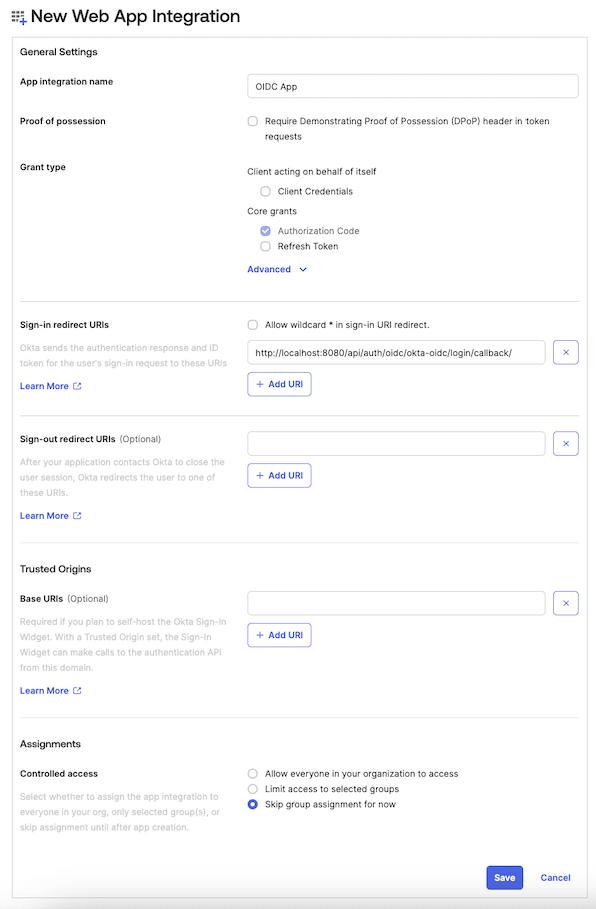 New Web App Integration
General Settings
App integration name
OIDC App
Proof of possession
Require Demonstrating Proof of Possession (DPoP) header in token
requests
Grant type
Client acting on behalf of itself
Client Credentials
Core grants
Authorization Code
Refresh Token
Advanced
Sign-in redirect URIs
Okta sends the authentication response and ID
token for the user's sign-in request to these URIs
Learn More
Allow wildcard * in sign-in URI redirect.
http://localhost:8080/api/auth/oidc/okta-oidc/login/callback/
+ Add URI
Sign-out redirect URIs (Optional)
After your application contacts Okta to close the
user session, Okta redirects the user to one of
these URIs.
Learn More
+ Add URI
Trusted Origins
Base URIs (Optional)
Required if you plan to self-host the Okta Sign-In
Widget. With a Trusted Origin set, the Sign-In
Widget can make calls to the authentication API
from this domain.
Learn More
+ Add URI
Assignments
Controlled access
Select whether to assign the app integration to
everyone in your org, only selected group(s), or
skip assignment until after app creation.
Allow everyone in your organization to access
Limit access to selected groups
Skip group assignment for now
Save
Cancel